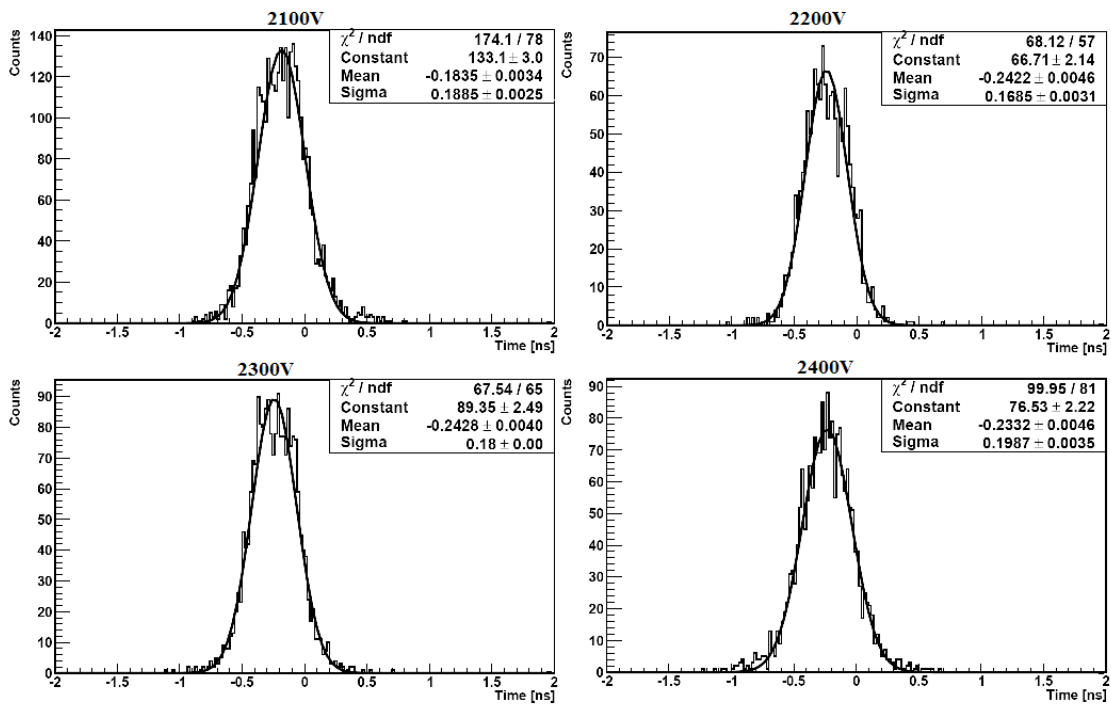 2100V
Counts
χ² / ndf 174.1 / 78
Constant 133.1 ± 3.0
Mean -0.1835 ± 0.0034
Sigma 0.1885 ± 0.0025
140
120
100
80
60
40
20
0
-2 -1.5 -1 -0.5 0 0.5 1 1.5 2
Time [ns]
2200V
Counts
χ² / ndf 68.12 / 57
Constant 66.71 ± 2.14
Mean -0.2422 ± 0.0046
Sigma 0.1685 ± 0.0031
70
60
50
40
30
20
10
0
-2 -1.5 -1 -0.5 0 0.5 1 1.5 2
Time [ns]
2300V
Counts
χ² / ndf 67.54 / 65
Constant 89.35 ± 2.49
Mean -0.2428 ± 0.0040
Sigma 0.18 ± 0.00
90
80
70
60
50
40
30
20
10
0
-2 -1.5 -1 -0.5 0 0.5 1 1.5 2
Time [ns]
2400V
Counts
χ² / ndf 99.95 / 81
Constant 76.53 ± 2.22
Mean -0.2332 ± 0.0046
Sigma 0.1987 ± 0.0035
90
80
70
60
50
40
30
20
10
0
-2 -1.5 -1 -0.5 0 0.5 1 1.5 2
Time [ns]